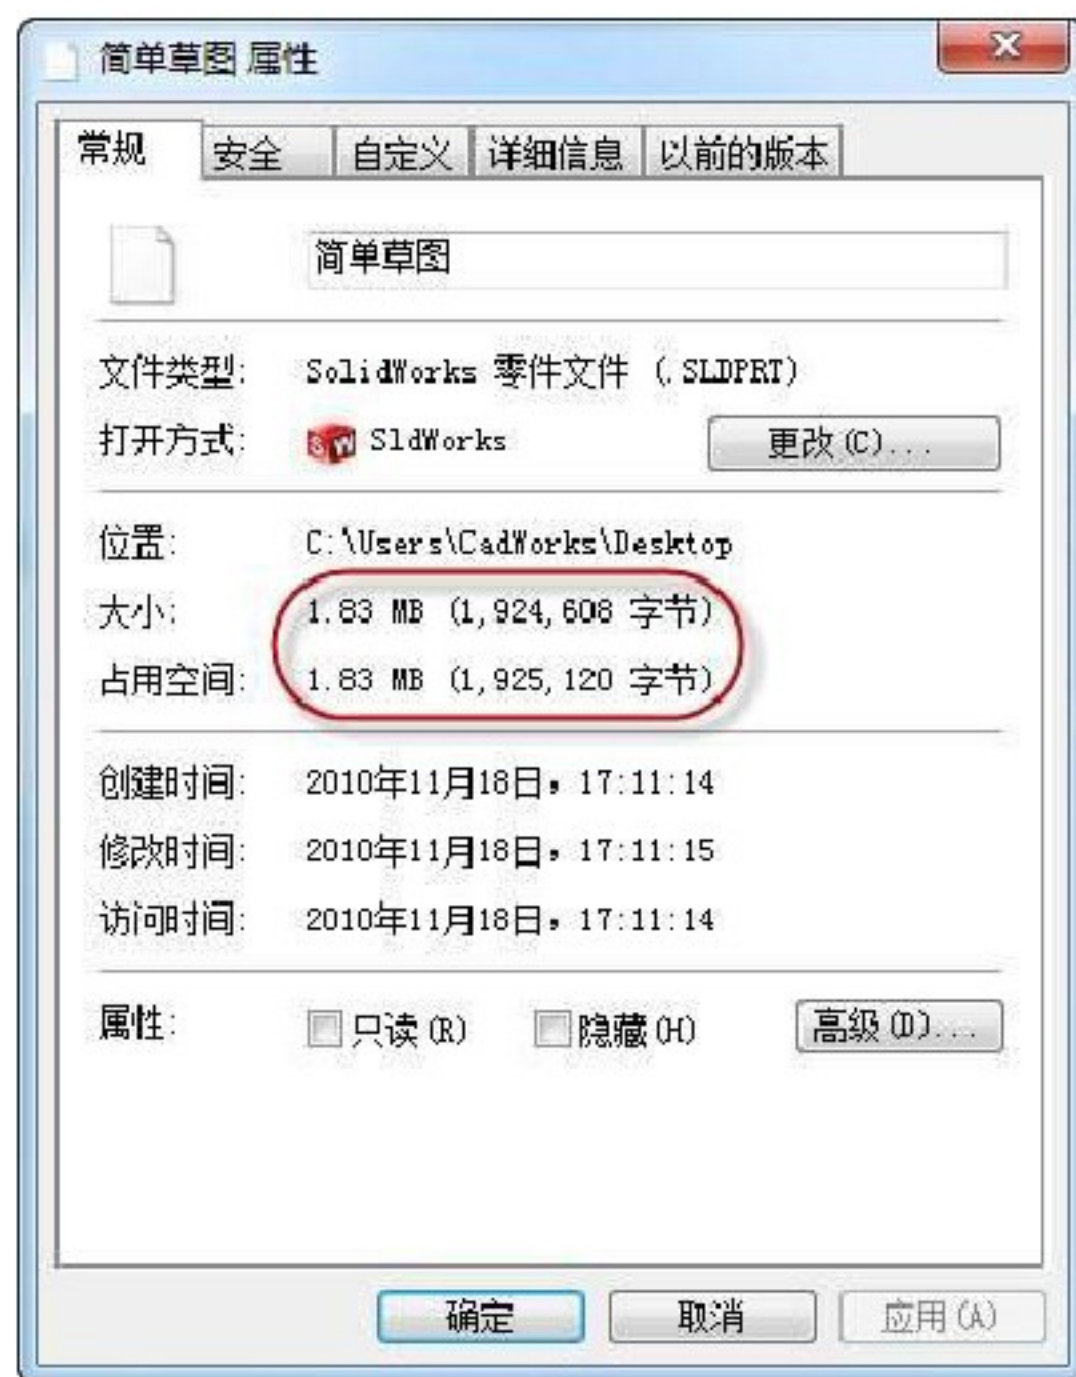 简单草图 属性
常规 安全 自定义 详细信息 以前的版本
简单草图
文件类型: SolidWorks 零件文件 (.SLDPRT)
打开方式: SW SldWorks 更改(C)...
位置: C:\Users\CadWorks\Desktop
大小: 1.83 MB (1,924,608 字节)
占用空间: 1.83 MB (1,925,120 字节)
创建时间: 2010年11月18日，17:11:14
修改时间: 2010年11月18日，17:11:15
访问时间: 2010年11月18日，17:11:14
属性: 只读(R) 隐藏(H) 高级(D)...
确定 取消 应用(A)